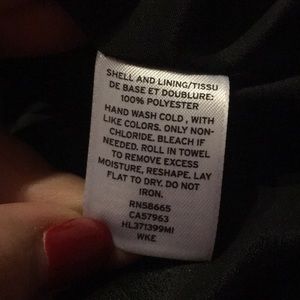 SHELL AND LINING/TISSU
DE BASE ET DOUBLURE:
100% POLYESTER
HAND WASH COLD , WITH
LIKE COLORS. ONLY NON-
CHLORIDE. BLEACH IF
NEEDED. ROLL IN TOWEL
TO REMOVE EXCESS
MOISTURE, RESHAPE. LAY
FLAT TO DRY. DO NOT
IRON.
RN58665
CA57963
HL371399MI
WKE